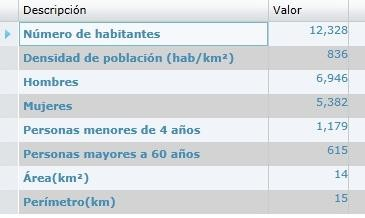 Descripción Valor
Número de habitantes 12,328
Densidad de población (hab/km²) 836
Hombres 6,946
Mujeres 5,382
Personas menores de 4 años 1,179
Personas mayores a 60 años 615
Área(km²) 14
Perímetro(km) 15